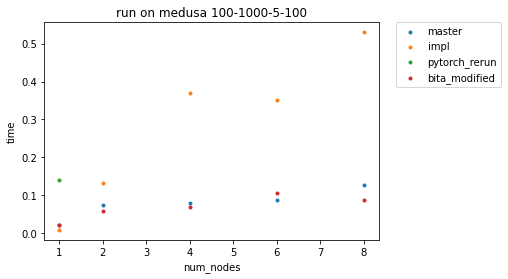 run on medusa 100-1000-5-100
master
impl
pytorch_rerun
bita_modified
time
0.5
0.4
0.3
0.2
0.1
0.0
1 2 3 4 5 6 7 8
num_nodes